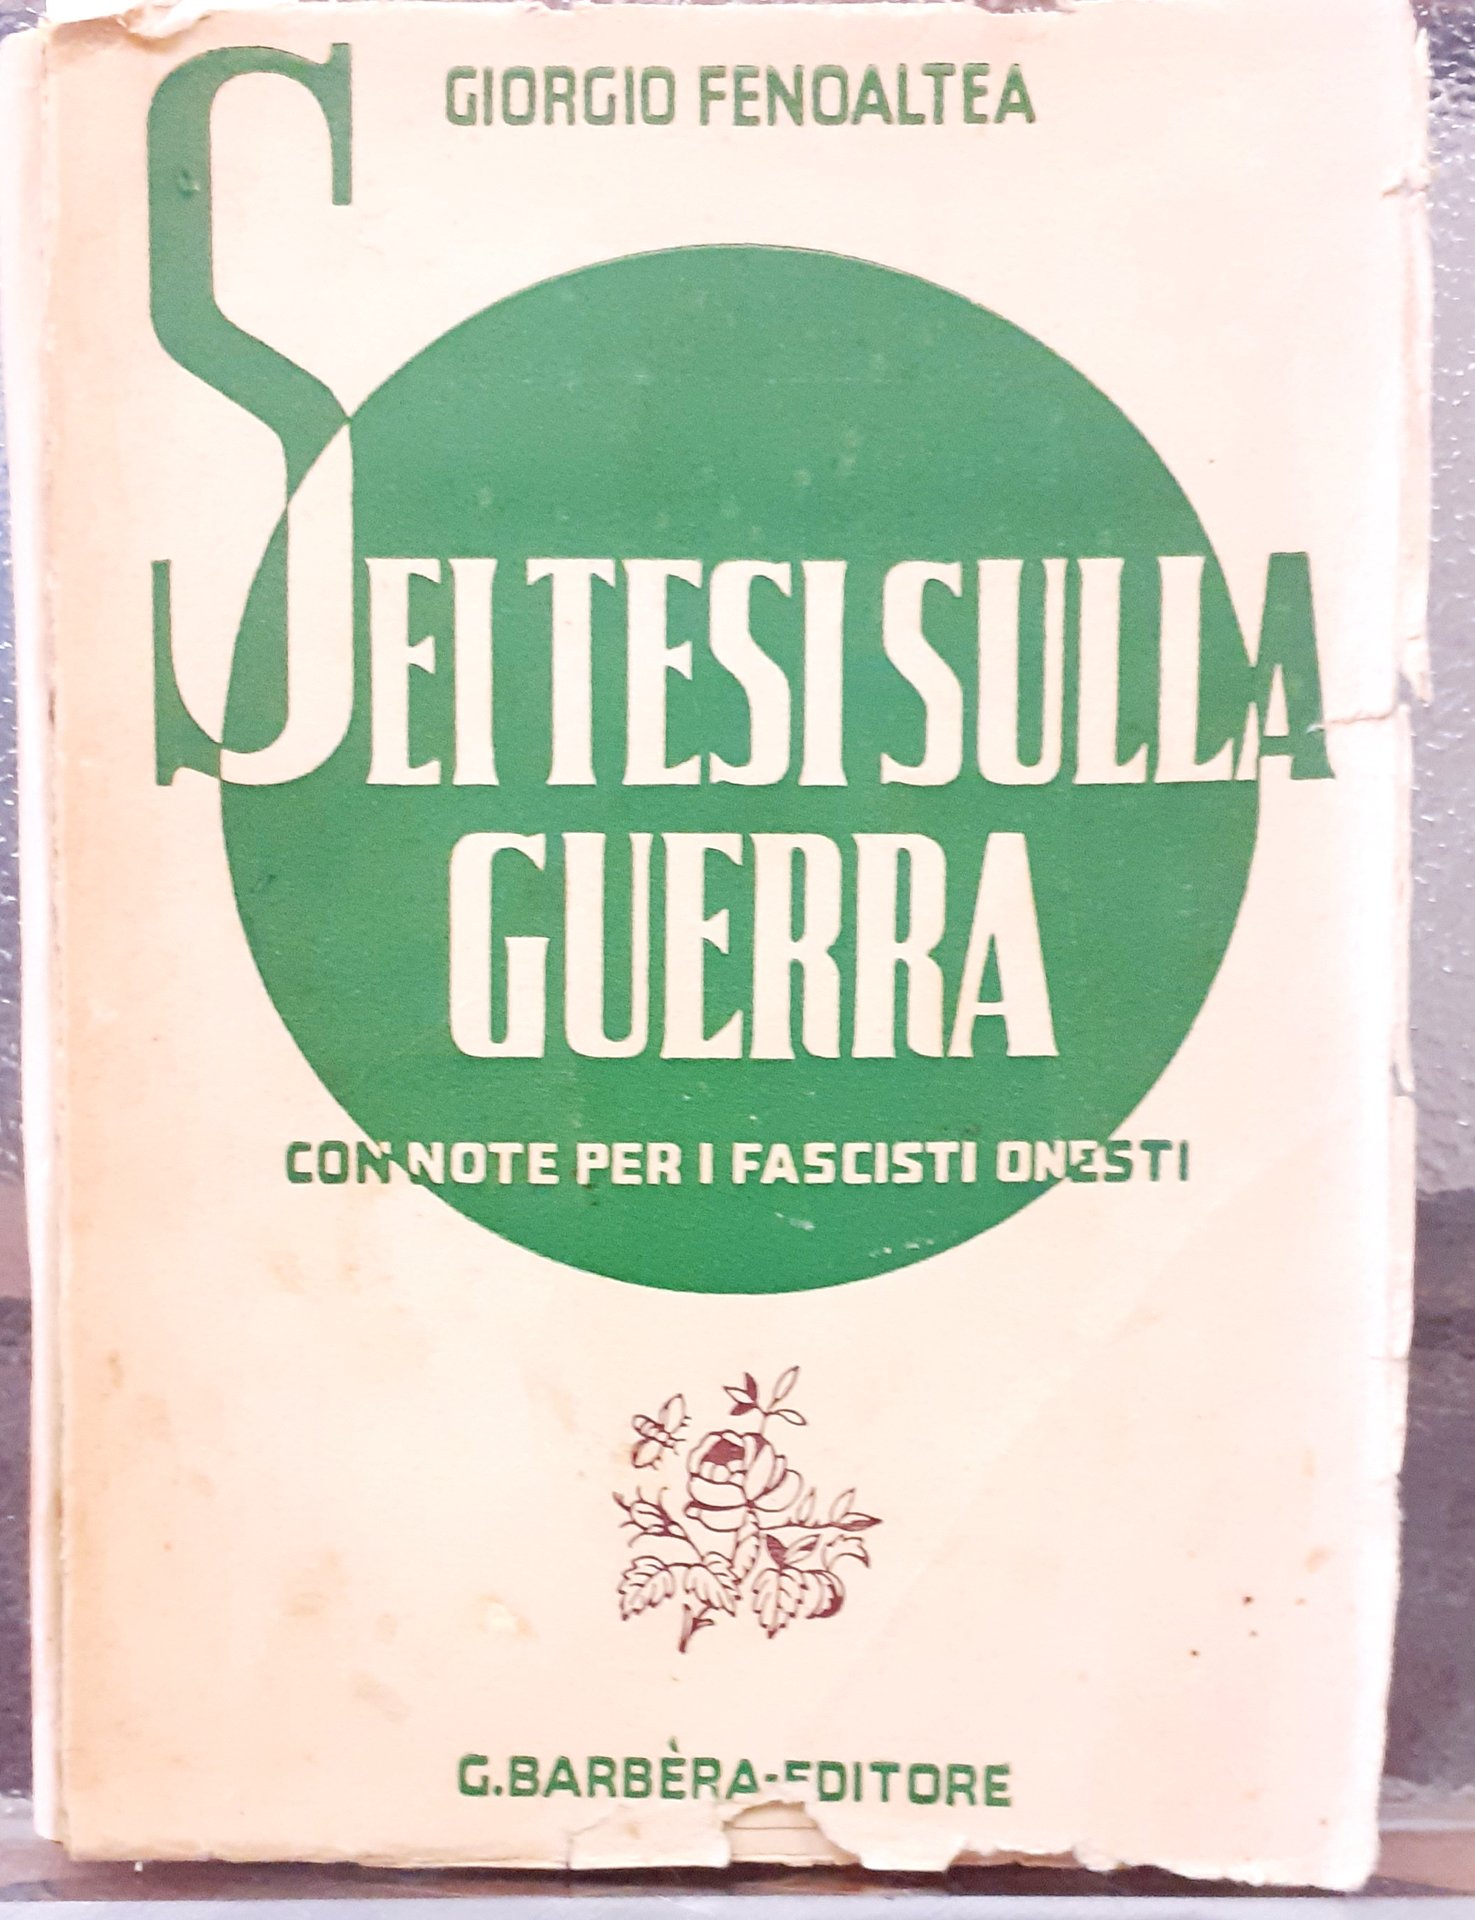 GIORGIO FENOALTEA
SEI TESI SULLA
GUERRA
CON NOTE PER I FASCISTI ONESTI
G. BARBÈRA-EDITORE